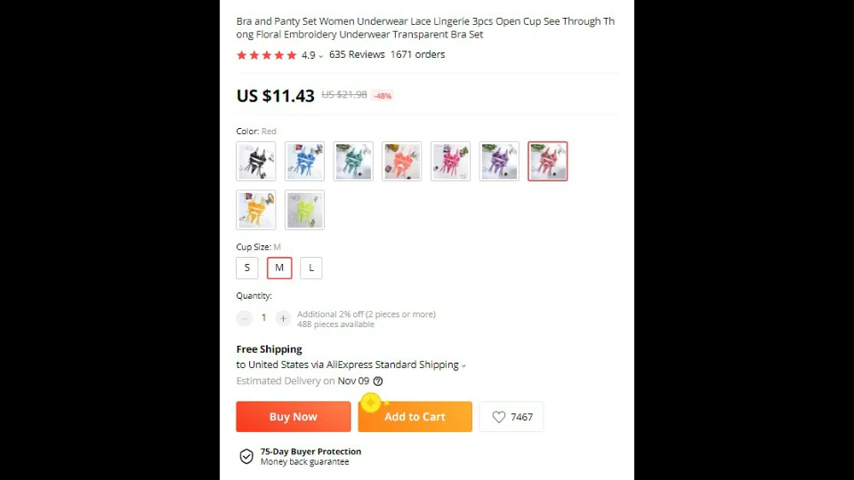 Bra and Panty Set Women Underwear Lace Lingerie 3pcs Open Cup See Through Th
ong Floral Embroidery Underwear Transparent Bra Set
4.9 635 Reviews 1671 orders
US $11.43 US $21.98 -48%
Color: Red
Cup Size: M
S M L
Quantity:
1 + Additional 2% off (2 pieces or more)
488 pieces available
Free Shipping
to United States via AliExpress Standard Shipping
Estimated Delivery on Nov 09 ?
Buy Now Add to Cart 7467
75-Day Buyer Protection
Money back guarantee